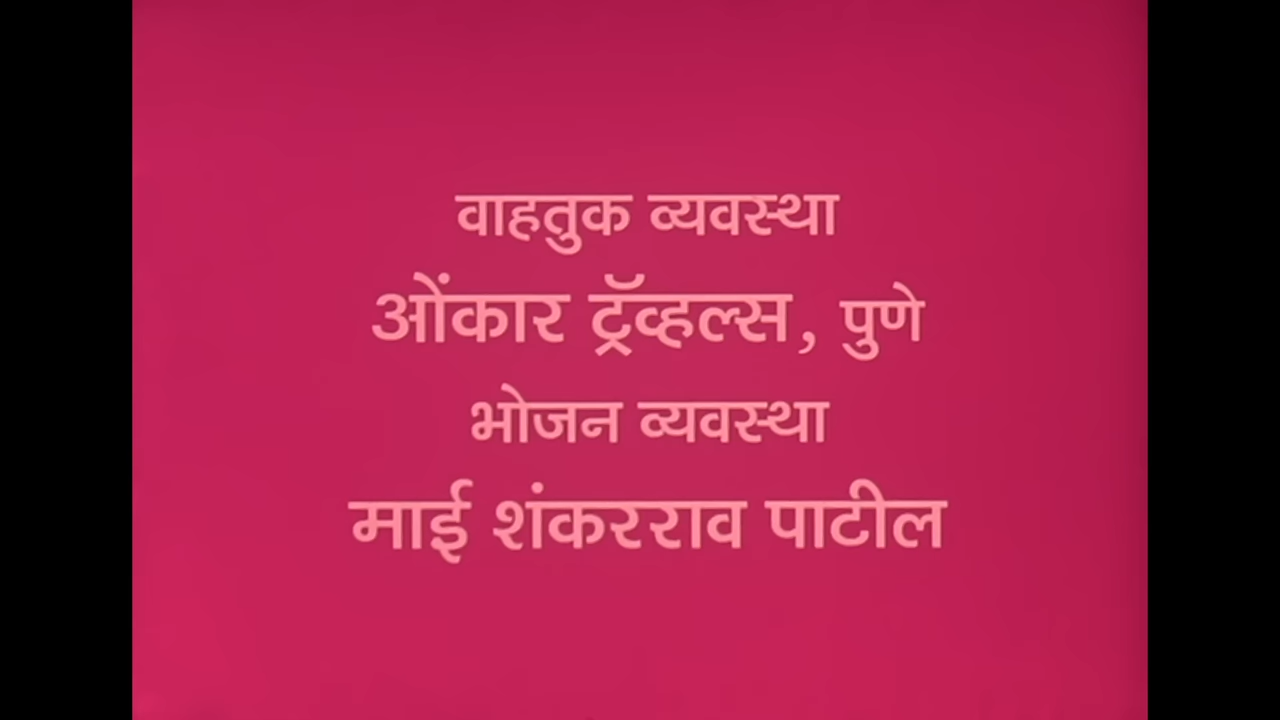 वाहतुक व्यवस्था
ओंकार ट्रॅव्हल्स, पुणे
भोजन व्यवस्था
माई शंकरराव पाटील